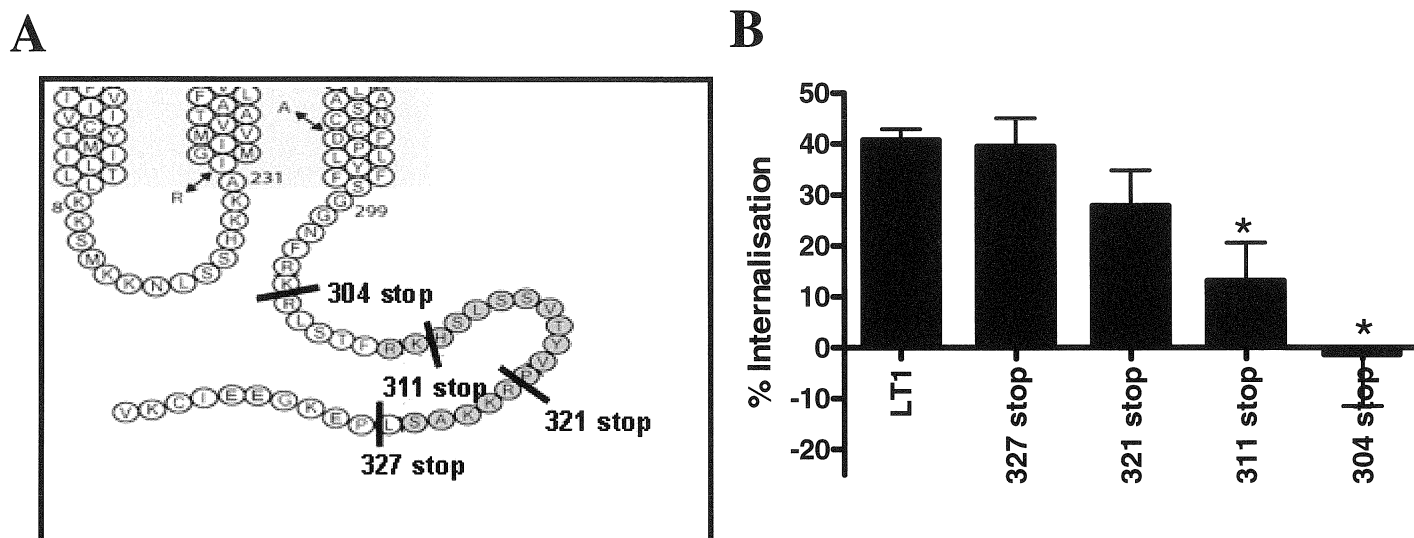 A
B
A
R
8
231
299
304 stop
311 stop
321 stop
327 stop
K K S M K K N L S S H K K A
G G N F R K R L S T F R K H S L S S V T Y V P R K K A S L P E K G E E I C K V
% Internalisation
50
40
30
20
10
0
-10
-20
*
*
LT1
327 stop
321 stop
311 stop
304 stop